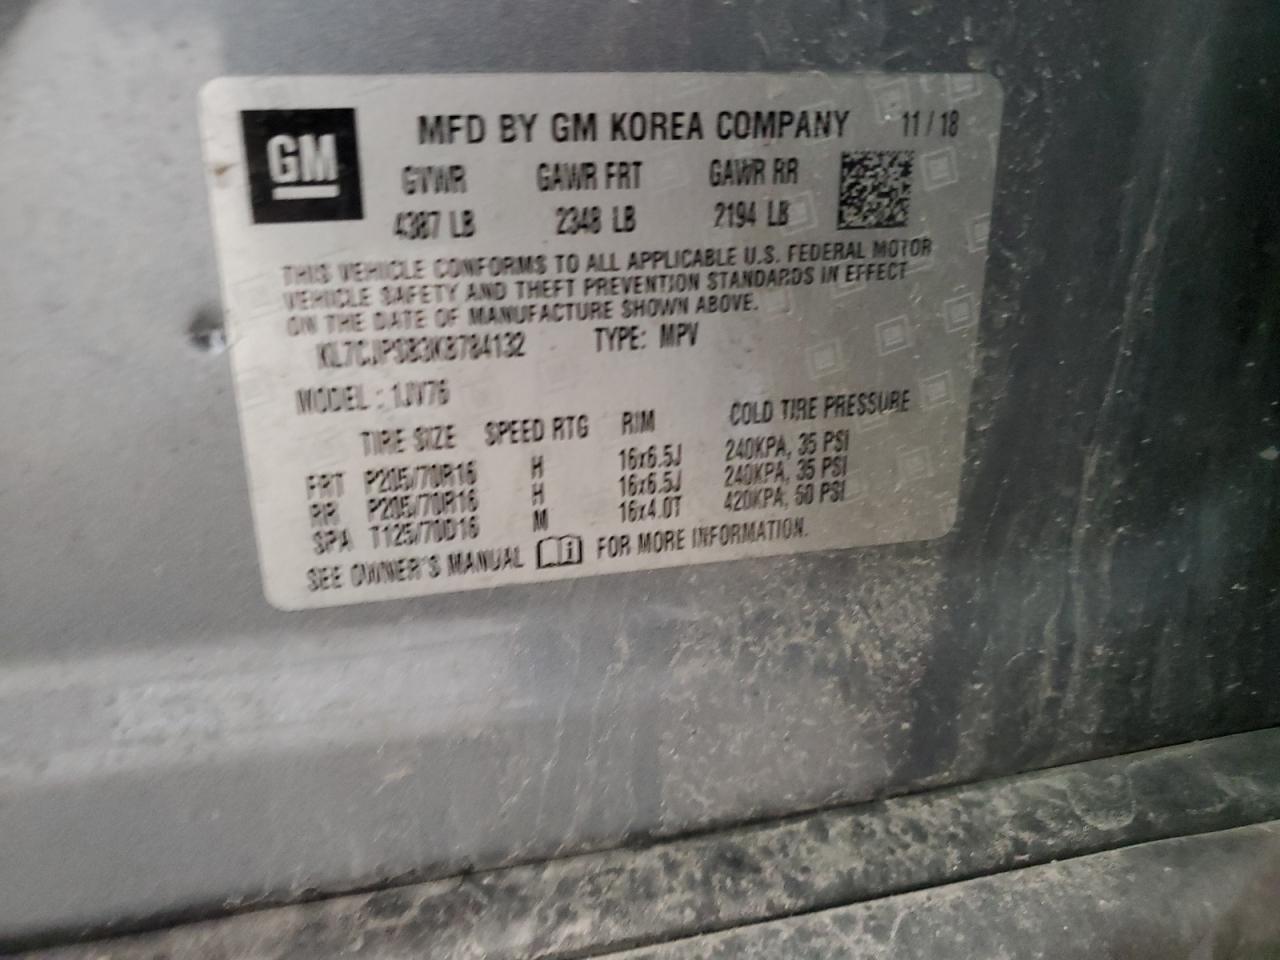 GM
MFD BY GM KOREA COMPANY 11/18
GVWR GAWR FRT GAWR RR
4387 LB 2348 LB 2194 LB
THIS VEHICLE CONFORMS TO ALL APPLICABLE U.S. FEDERAL MOTOR
VEHICLE SAFETY AND THEFT PREVENTION STANDARDS IN EFFECT
ON THE DATE OF MANUFACTURE SHOWN ABOVE.
KL7CJPSB3KB784132 TYPE: MPV
MODEL : 1JV76
TIRE SIZE SPEED RTG RIM COLD TIRE PRESSURE
FRT P205/70R16 H 16x6.5J 240KPA, 35 PSI
RR P205/70R16 H 16x6.5J 240KPA, 35 PSI
SPA T125/70D16 M 16x4.0T 420KPA, 60 PSI
SEE OWNER'S MANUAL FOR MORE INFORMATION.